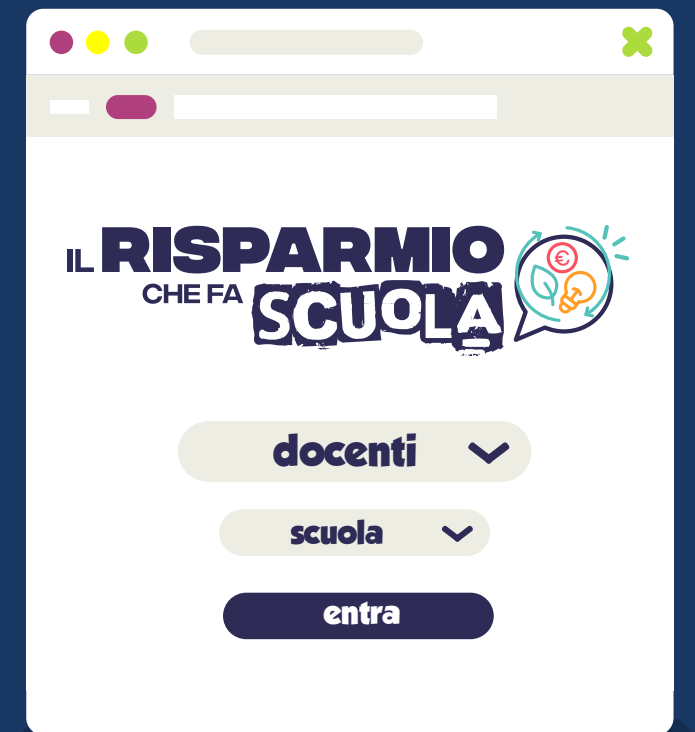 IL RISPARMIO
CHE FA SCUOLA
€
docenti
scuola
entra